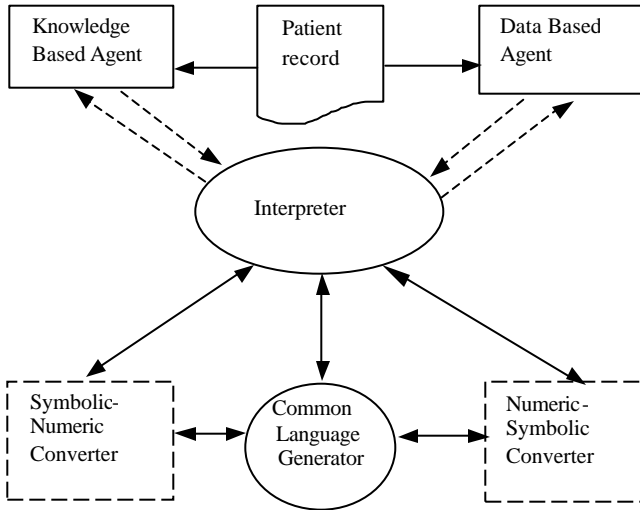 Knowledge
Based Agent
Patient
record
Data Based
Agent
Interpreter
Symbolic-
Numeric
Converter
Common
Language
Generator
Numeric-
Symbolic
Converter